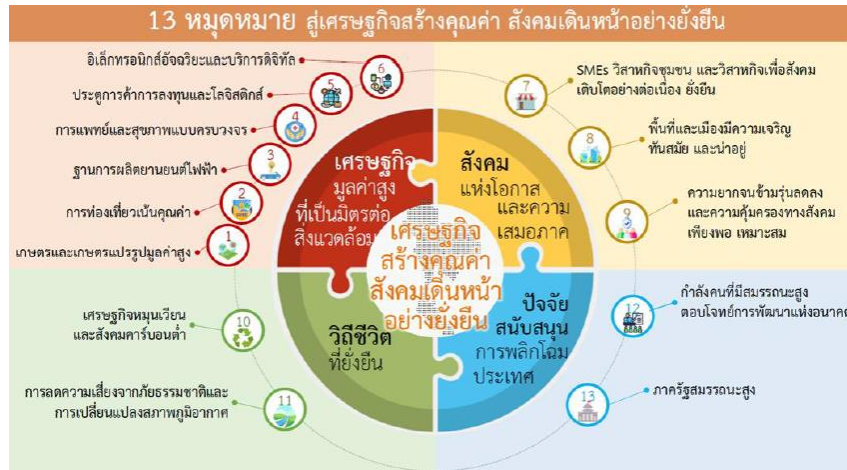 13 หมุดหมาย สู่เศรษฐกิจสร้างคุณค่า สังคมเดินหน้าอย่างยั่งยืน
อิเล็กทรอนิกส์อัจฉริยะและบริการดิจิทัล
6
ประตูการค้าการลงทุนและโลจิสติกส์
5
การแพทย์และสุขภาพแบบครบวงจร
4
ฐานการผลิตยานยนต์ไฟฟ้า
3
การท่องเที่ยวเน้นคุณค่า
2
เกษตรและเกษตรแปรรูปมูลค่าสูง
1
เศรษฐกิจ
มูลค่าสูง
ที่เป็นมิตรต่อ
สิ่งแวดล้อม
สังคม
แห่งโอกาส
และความ
เสมอภาค
7
SMEs วิสาหกิจชุมชน และวิสาหกิจเพื่อสังคม
เติบโตอย่างต่อเนื่อง ยั่งยืน
8
พื้นที่และเมืองมีความเจริญ
ทันสมัย และน่าอยู่
9
ความยากจนข้ามรุ่นลดลง
และความคุ้มครองทางสังคม
เพียงพอ เหมาะสม
เศรษฐกิจ
สร้างคุณค่า
สังคมเดินหน้า
อย่างยั่งยืน
เศรษฐกิจหมุนเวียน
และสังคมคาร์บอนต่ำ
10
การลดความเสี่ยงจากภัยธรรมชาติและ
การเปลี่ยนแปลงสภาพภูมิอากาศ
11
วิถีชีวิต
ที่ยั่งยืน
ปัจจัย
สนับสนุน
การพลิกโฉม
ประเทศ
12
กำลังคนที่มีสมรรถนะสูง
ตอบโจทย์การพัฒนาแห่งอนาคต
13
ภาครัฐสมรรถนะสูง